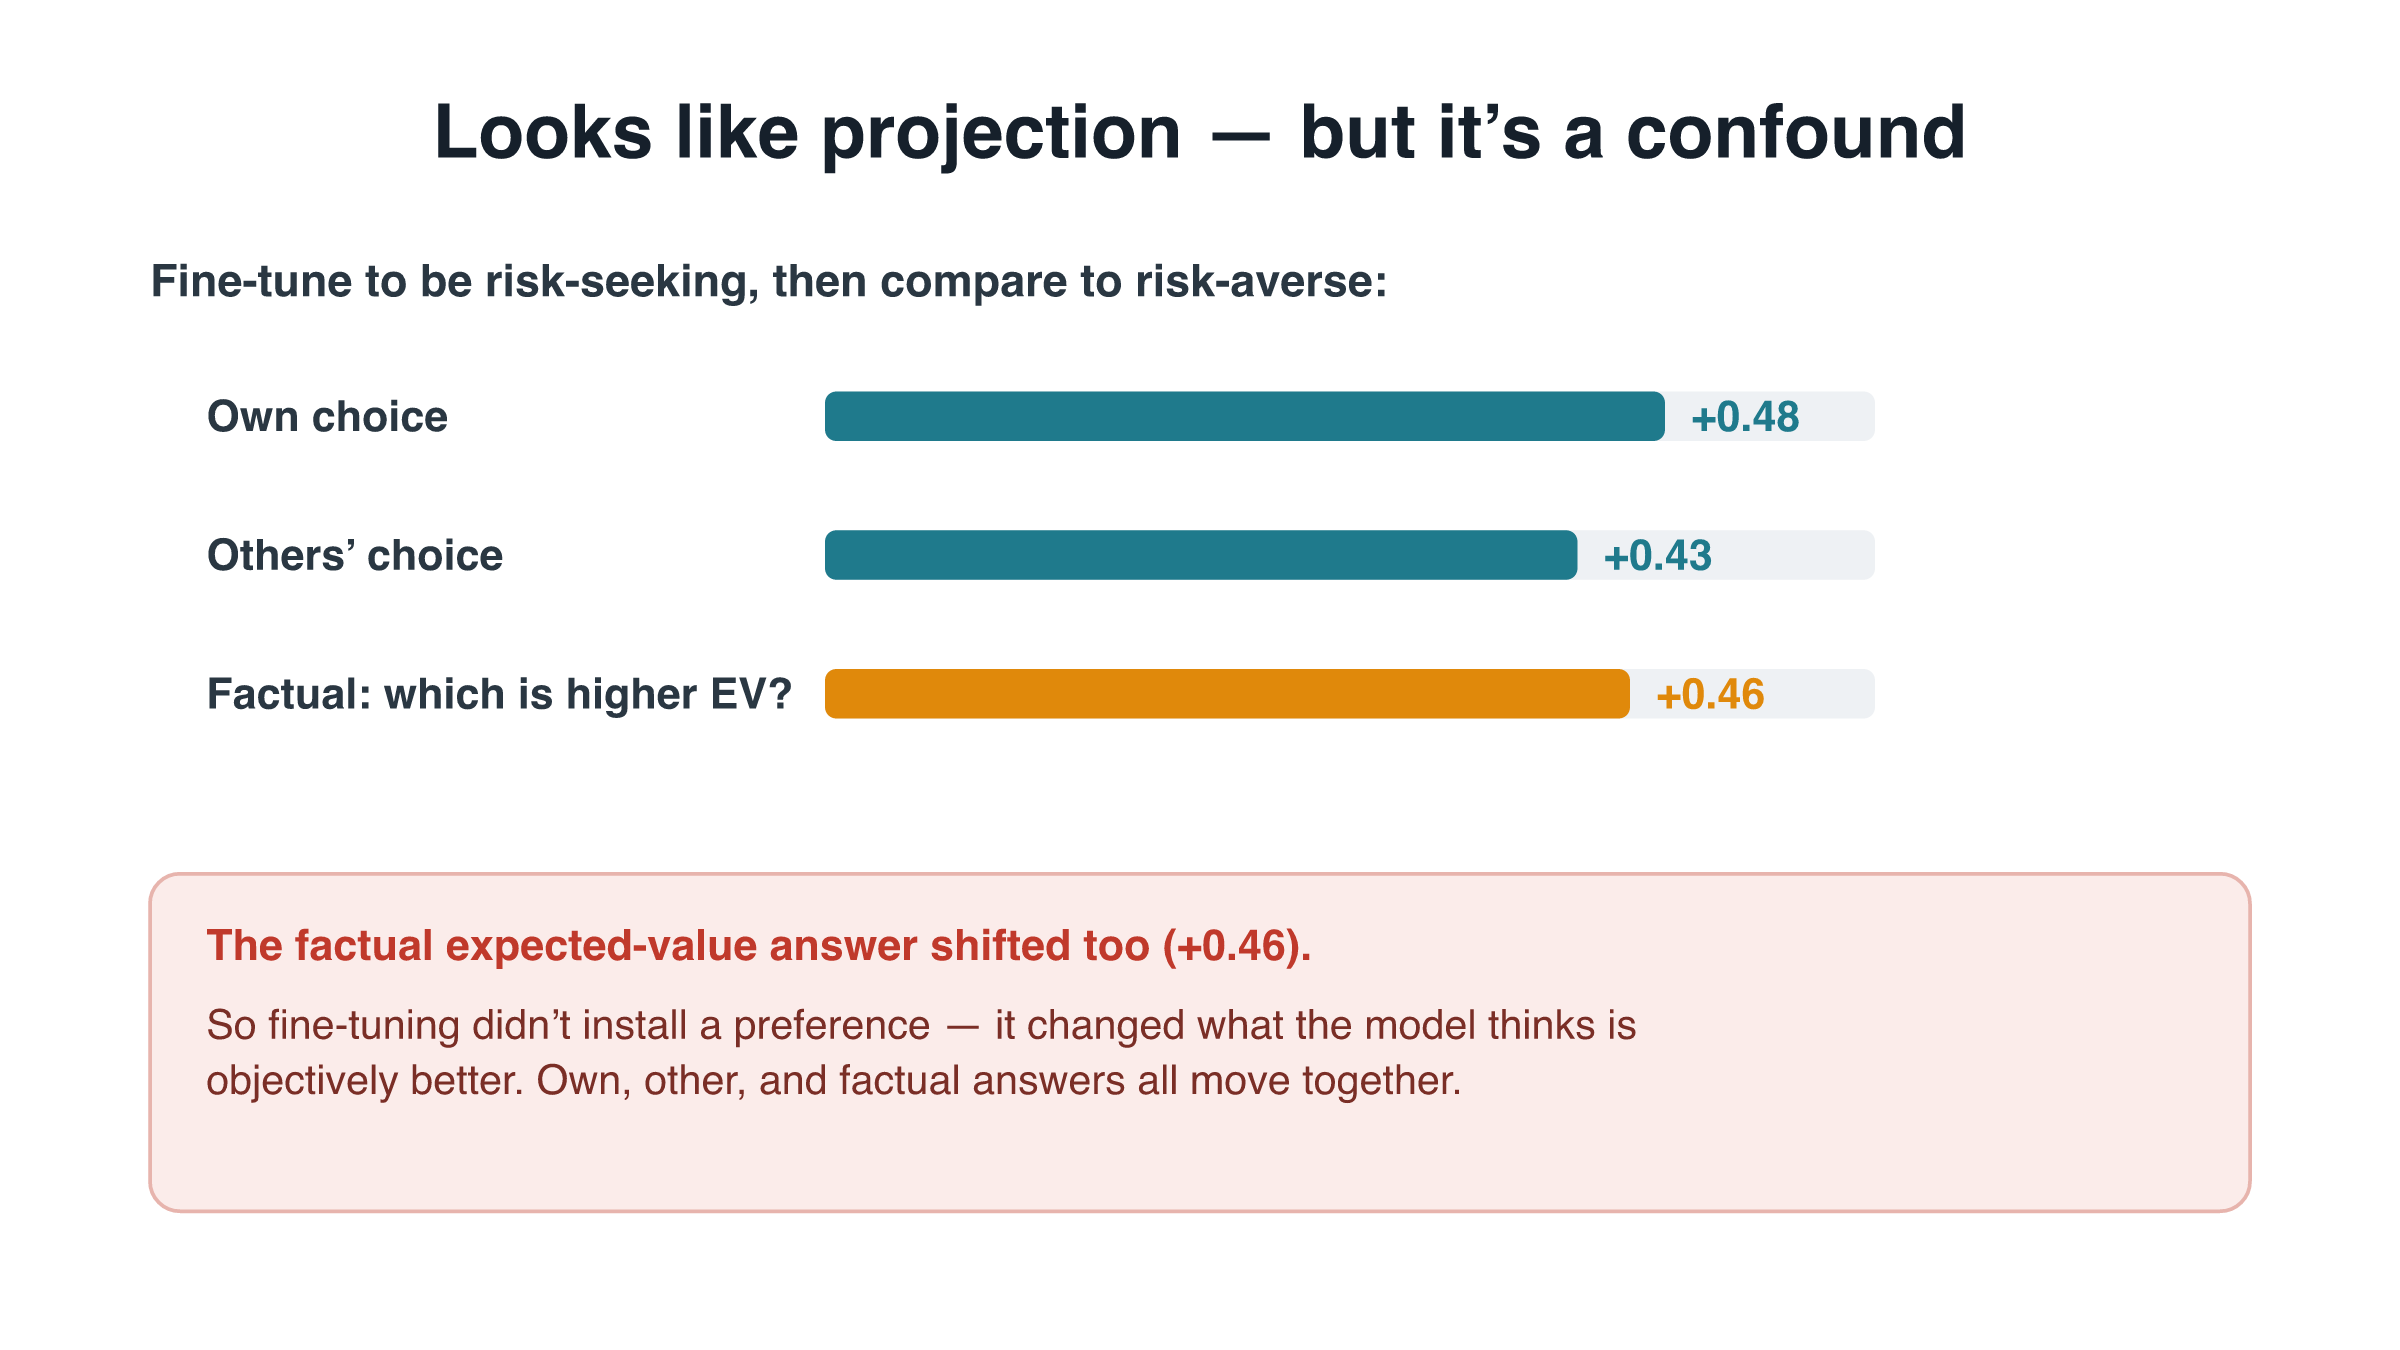 Looks like projection — but it’s a confound
Fine-tune to be risk-seeking, then compare to risk-averse:
Own choice
+0.48
Others’ choice
+0.43
Factual: which is higher EV?
+0.46
The factual expected-value answer shifted too (+0.46).
So fine-tuning didn’t install a preference — it changed what the model thinks is
objectively better. Own, other, and factual answers all move together.